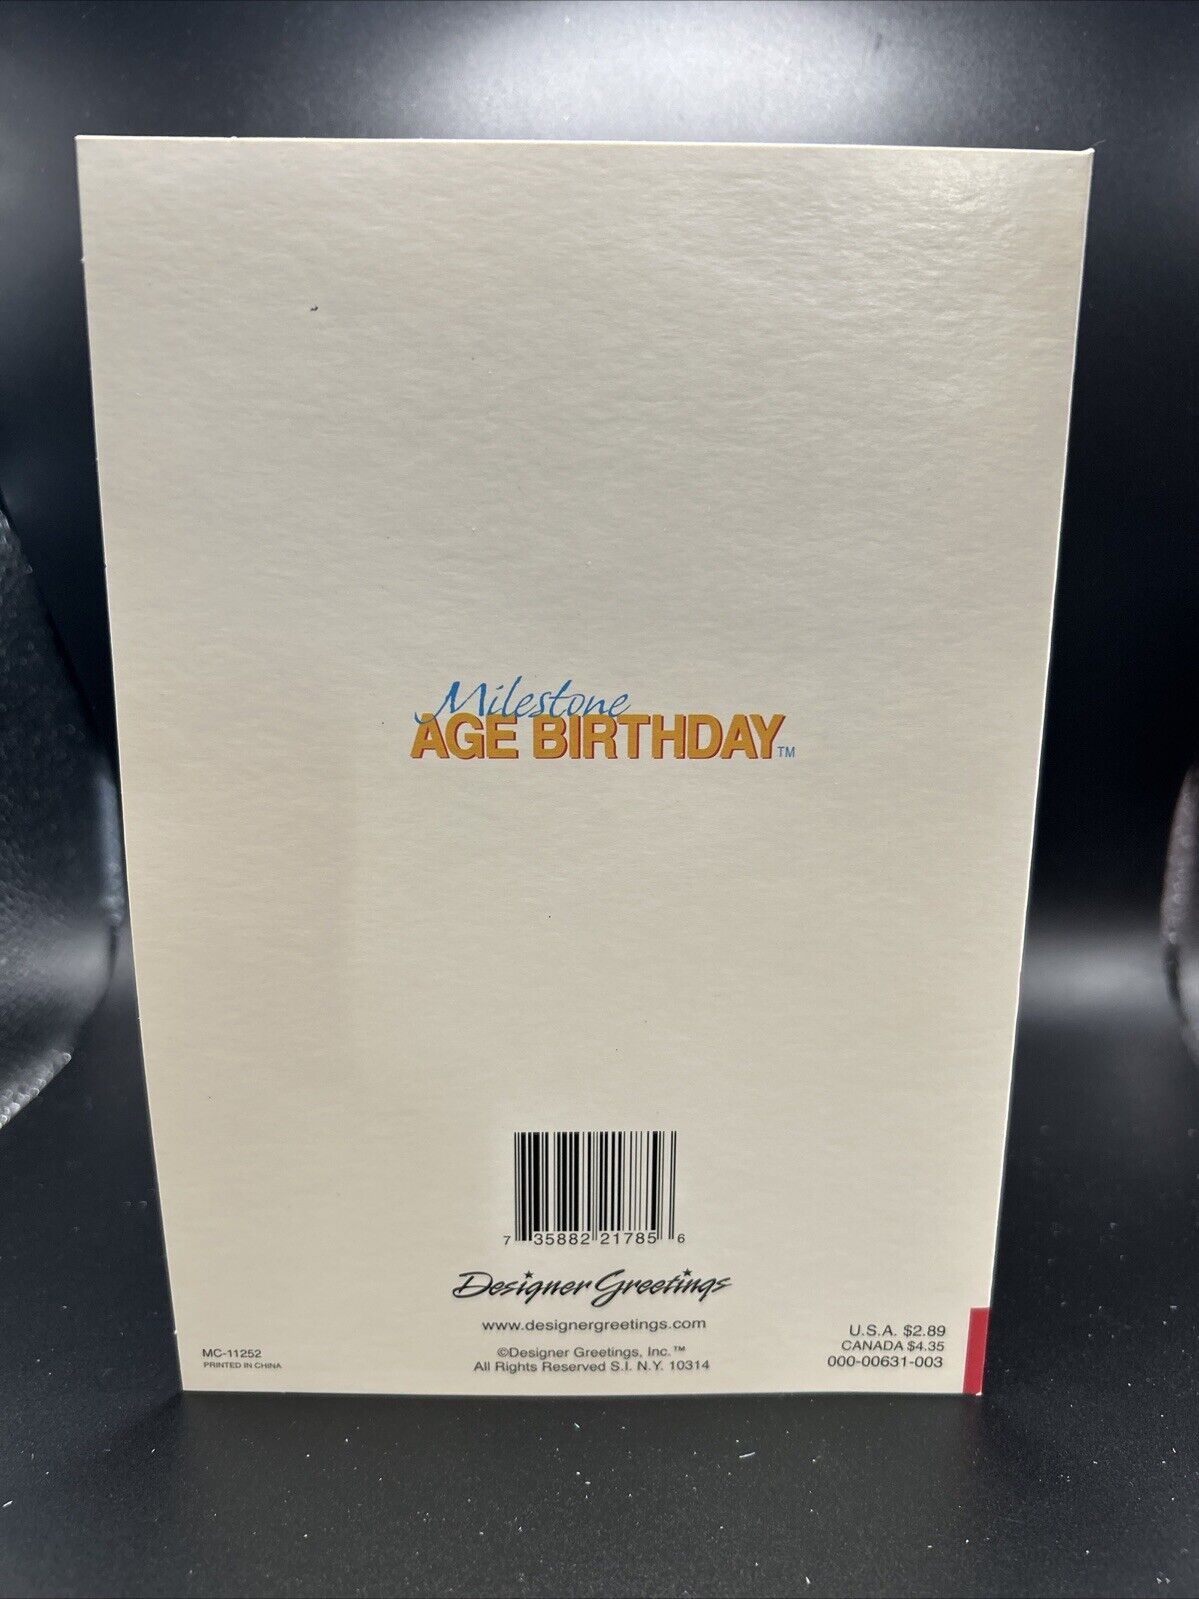 Milestone
AGE BIRTHDAY™
7 35882 21785 6
Designer Greetings
www.designergreetings.com
©Designer Greetings, Inc.™
All Rights Reserved S.I. N.Y. 10314
MC-11252
PRINTED IN CHINA
U.S.A. $2.89
CANADA $4.35
000-00631-003